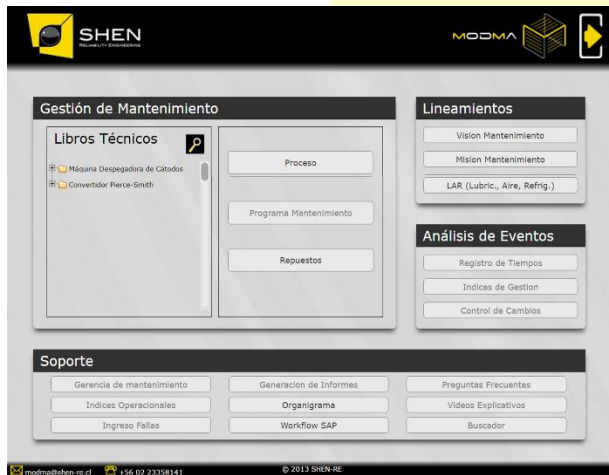 SHEN
RELIABILITY ENGINEERING
MODMA
Gestión de Mantenimiento
Libros Técnicos
Máquina Despegadora de Cátodos
Convertidor Pierce-Smith
Proceso
Programa Mantenimiento
Repuestos
Lineamientos
Vision Mantenimiento
Mision Mantenimiento
LAR (Lubric., Aire, Refrig.)
Análisis de Eventos
Registro de Tiempos
Indices de Gestion
Control de Cambios
Soporte
Gerencia de mantenimiento
Generacion de Informes
Preguntas Frecuentes
Indices Operacionales
Organigrama
Videos Explicativos
Ingreso Fallas
Workflow SAP
Buscador
modma@shen-re.cl +56 02 23358141 © 2013 SHEN-RE